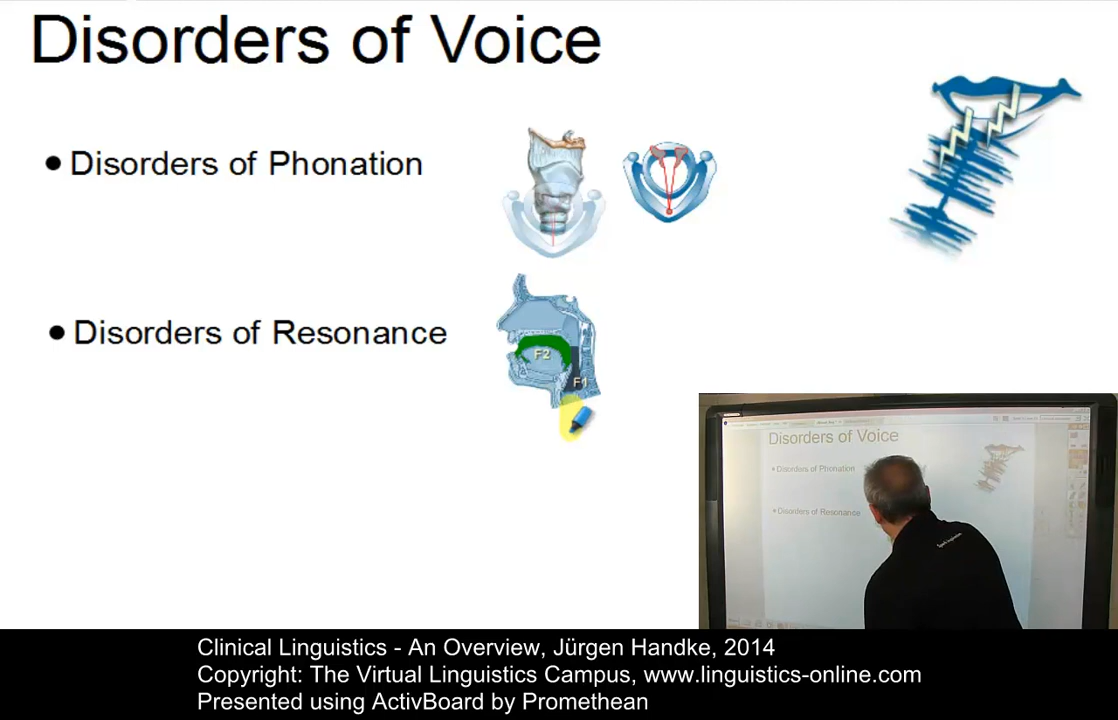 Disorders of Voice
• Disorders of Phonation
• Disorders of Resonance
F2
F1
Disorders of Voice
• Disorders of Phonation
• Disorders of Resonance
Clinical Linguistics - An Overview, Jürgen Handke, 2014
Copyright: The Virtual Linguistics Campus, www.linguistics-online.com
Presented using ActivBoard by Promethean